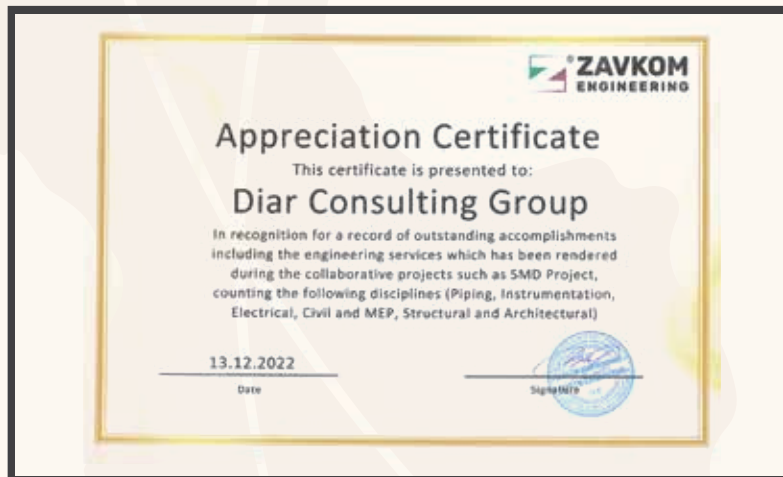 ZAVKOM
ENGINEERING
Appreciation Certificate
This certificate is presented to:
Diar Consulting Group
In recognition for a record of outstanding accomplishments
including the engineering services which has been rendered
during the collaborative projects such as SMD Project,
counting the following disciplines (Piping, Instrumentation,
Electrical, Civil and MEP, Structural and Architectural)
13.12.2022
Date
Signature